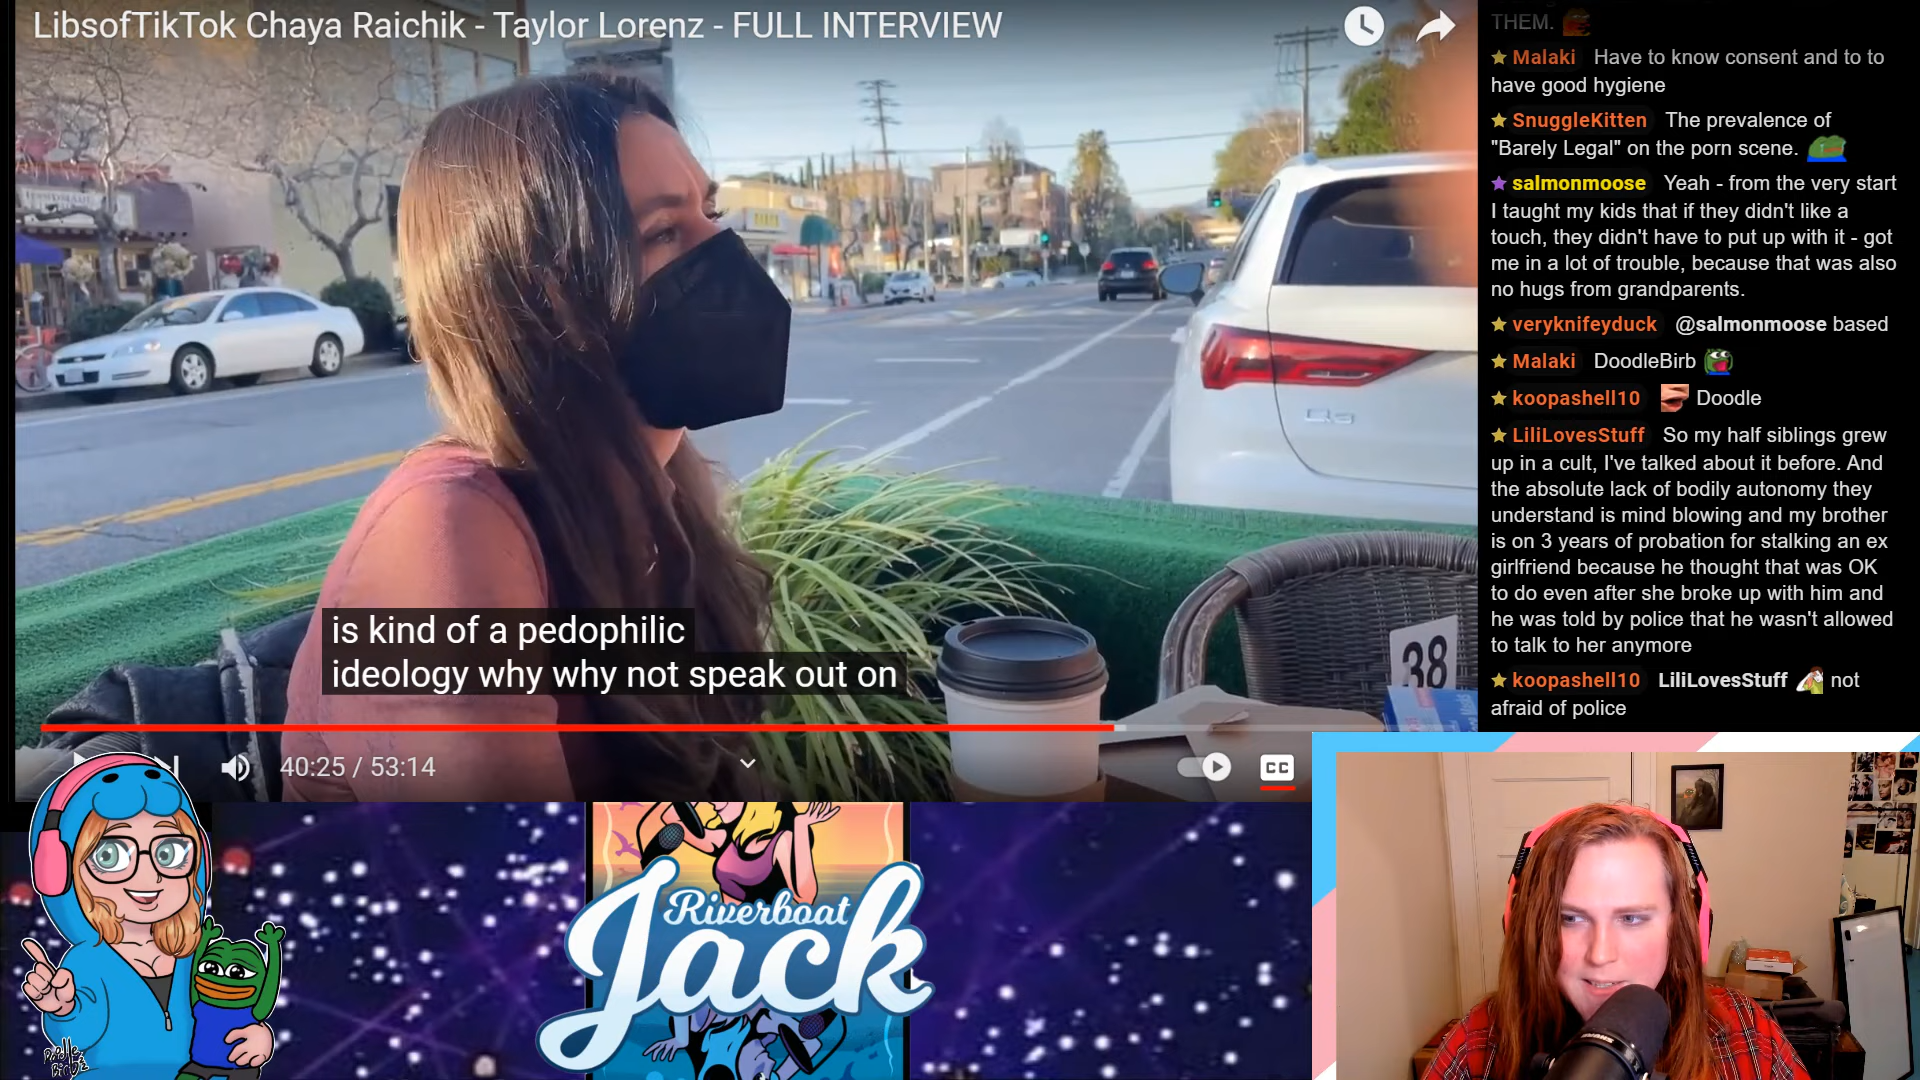 LibsofTikTok Chaya Raichik - Taylor Lorenz - FULL INTERVIEW
is kind of a pedophilic
ideology why why not speak out on
40:25 / 53:14
CC
38
Q3
THEM.
Malaki Have to know consent and to to
have good hygiene
SnuggleKitten The prevalence of
"Barely Legal" on the porn scene.
salmonmoose Yeah - from the very start
I taught my kids that if they didn't like a
touch, they didn't have to put up with it - got
me in a lot of trouble, because that was also
no hugs from grandparents.
veryknifeyduck @salmonmoose based
Malaki DoodleBirb
koopashell10 Doodle
LiliLovesStuff So my half siblings grew
up in a cult, I've talked about it before. And
the absolute lack of bodily autonomy they
understand is mind blowing and my brother
is on 3 years of probation for stalking an ex
girlfriend because he thought that was OK
to do even after she broke up with him and
he was told by police that he wasn't allowed
to talk to her anymore
koopashell10 LiliLovesStuff not
afraid of police
Riverboat
Jack